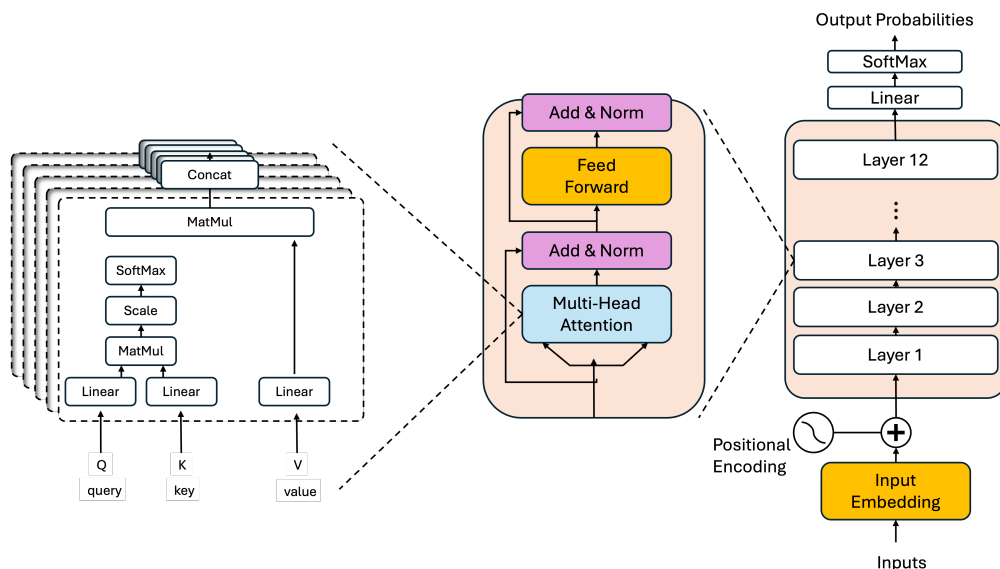 Concat
MatMul
SoftMax
Scale
MatMul
Linear
Linear
Linear
Q
K
V
query
key
value
Add & Norm
Feed
Forward
Add & Norm
Multi-Head
Attention
Output Probabilities
SoftMax
Linear
Layer 12
Layer 3
Layer 2
Layer 1
Positional
Encoding
Input
Embedding
Inputs